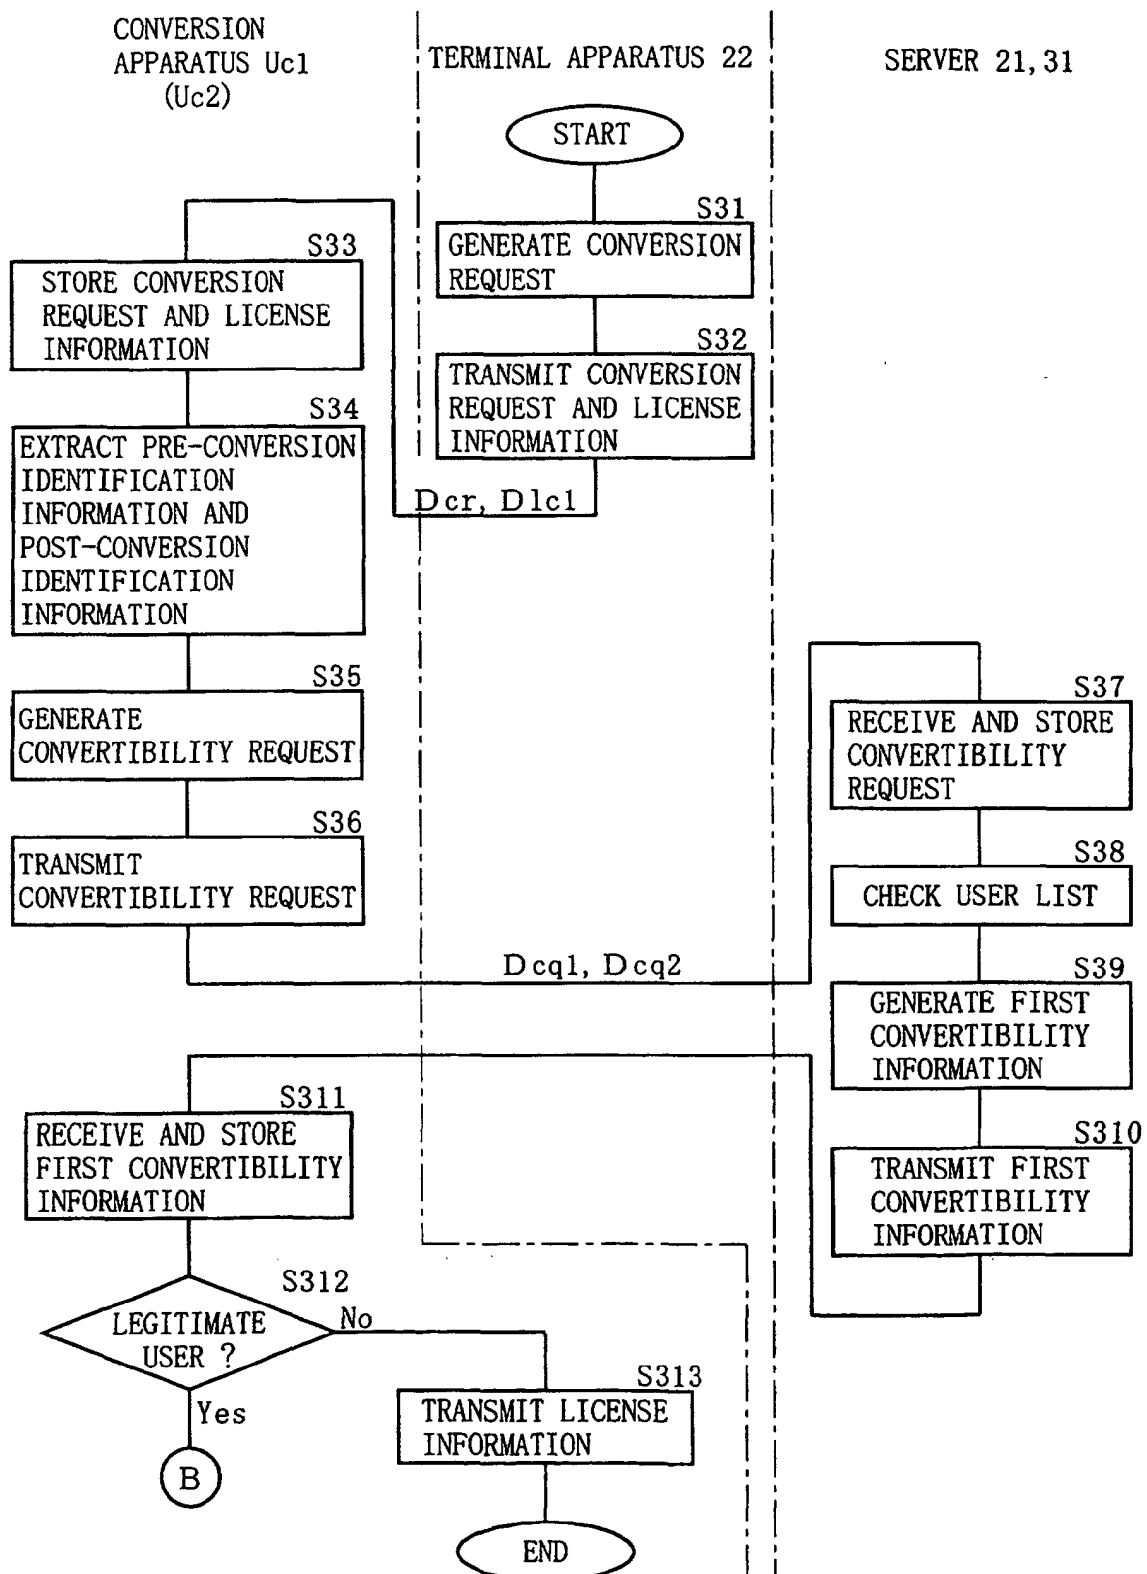 CONVERSION
APPARATUS Uc1
(Uc2)
TERMINAL APPARATUS 22
SERVER 21,31
START
S31
GENERATE CONVERSION
REQUEST
S32
TRANSMIT CONVERSION
REQUEST AND LICENSE
INFORMATION
Dcr, Dlc1
S33
STORE CONVERSION
REQUEST AND LICENSE
INFORMATION
S34
EXTRACT PRE-CONVERSION
IDENTIFICATION
INFORMATION AND
POST-CONVERSION
IDENTIFICATION
INFORMATION
S35
GENERATE
CONVERTIBILITY REQUEST
S36
TRANSMIT
CONVERTIBILITY REQUEST
Dcq1, Dcq2
S37
RECEIVE AND STORE
CONVERTIBILITY
REQUEST
S38
CHECK USER LIST
S39
GENERATE FIRST
CONVERTIBILITY
INFORMATION
S310
TRANSMIT FIRST
CONVERTIBILITY
INFORMATION
S311
RECEIVE AND STORE
FIRST CONVERTIBILITY
INFORMATION
S312
LEGITIMATE
USER ?
No
Yes
B
S313
TRANSMIT LICENSE
INFORMATION
END